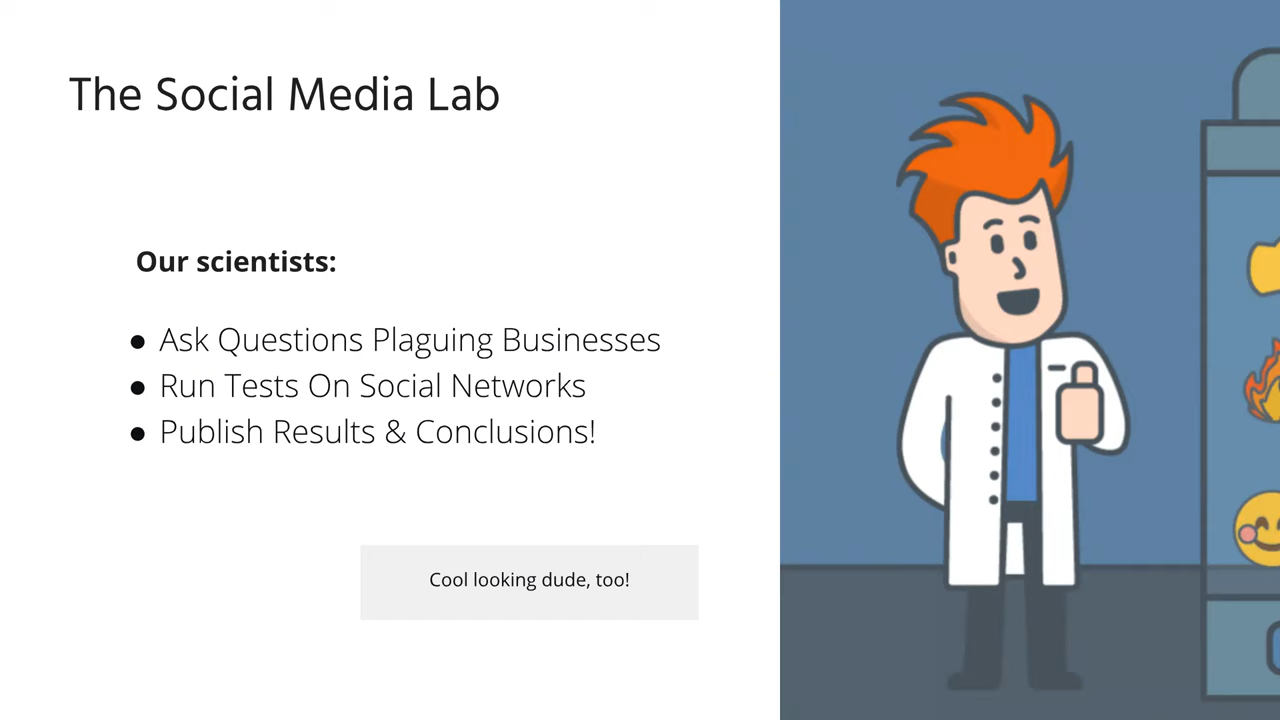 The Social Media Lab
Our scientists:
● Ask Questions Plaguing Businesses
● Run Tests On Social Networks
● Publish Results & Conclusions!
Cool looking dude, too!